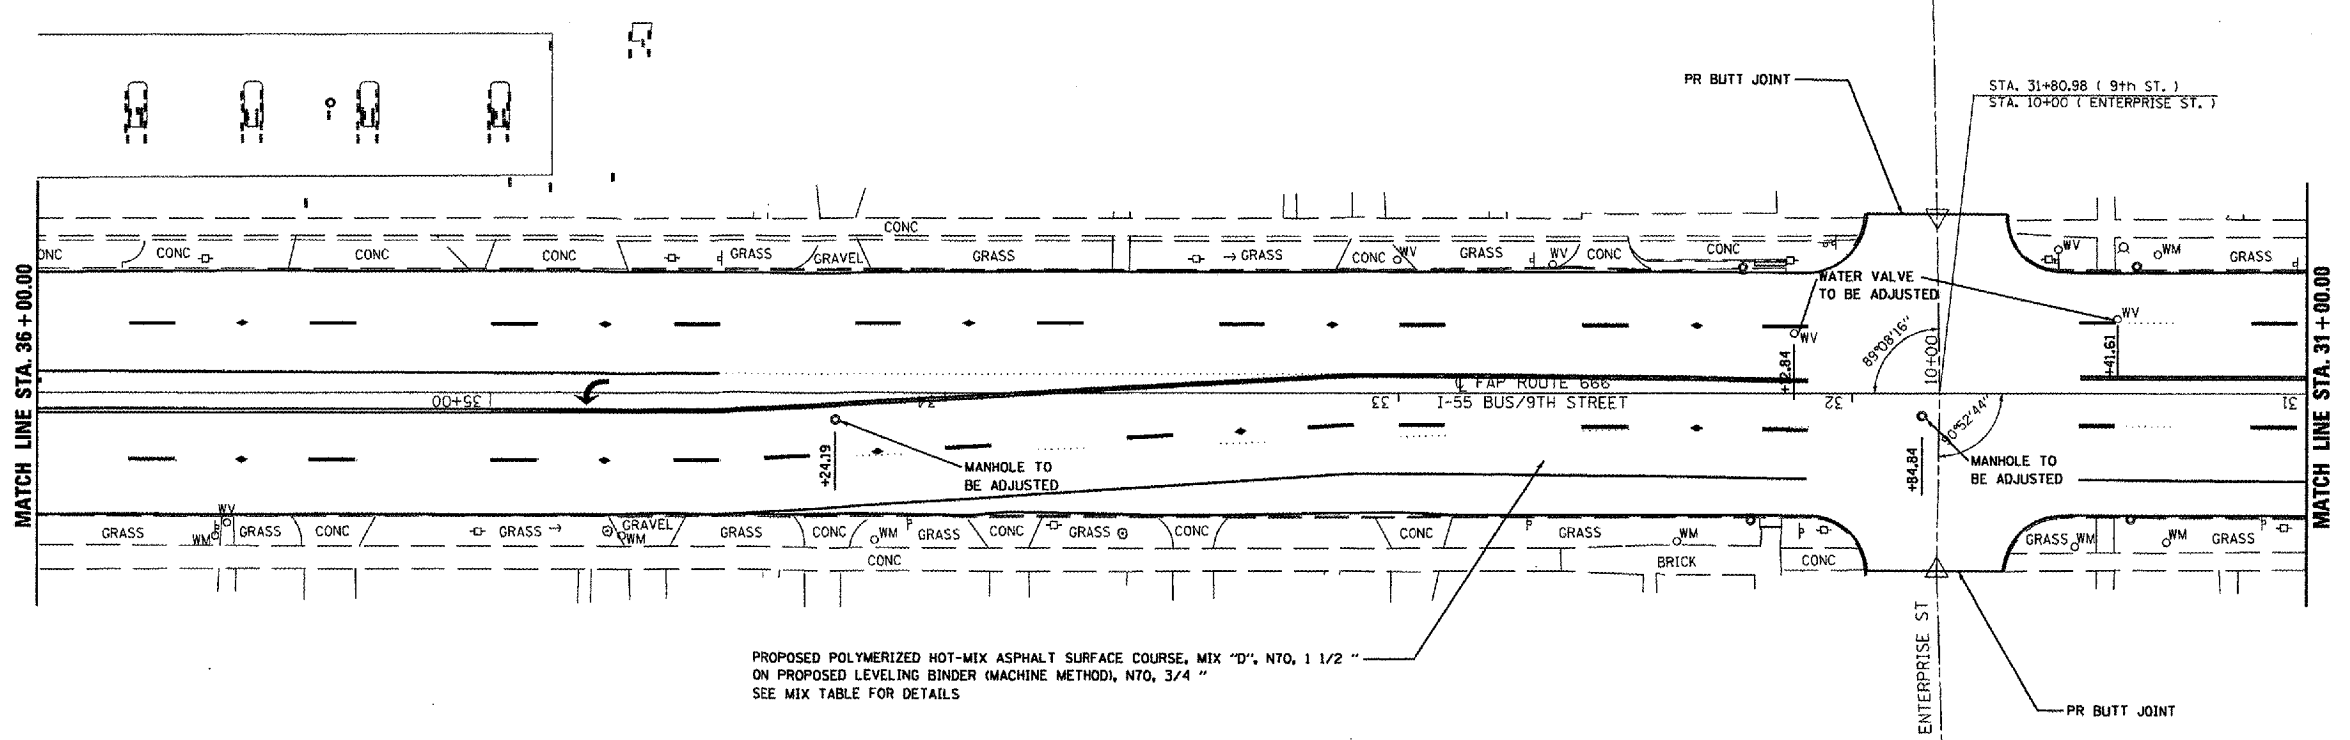 PR BUTT JOINT
STA. 31+80.98 ( 9th ST. )
STA. 10+00 ( ENTERPRISE ST. )
MATCH LINE STA. 36+00.00
CONC
ONC
CONC
CONC
CONC
GRASS
GRAVEL
GRASS
GRASS
CONC
WV
GRASS
WV
CONC
CONC
WV
WM
GRASS
WATER VALVE
TO BE ADJUSTED
WV
WV
+41.61
89°08'16"
10+00
℄ FAP ROUTE 666
I-55 BUS/9TH STREET
35+00
34
33
32
31
90°52'44"
+24.19
MANHOLE TO
BE ADJUSTED
+84.84
MANHOLE TO
BE ADJUSTED
MATCH LINE STA. 31+00.00
GRASS
WV
WM
GRASS
CONC
GRASS
GRAVEL
WM
GRASS
CONC
WM
GRASS
CONC
GRASS
CONC
CONC
GRASS
WM
GRASS
WM
WM
GRASS
CONC
BRICK
CONC
PROPOSED POLYMERIZED HOT-MIX ASPHALT SURFACE COURSE, MIX "D", N70, 1 1/2 "
ON PROPOSED LEVELING BINDER (MACHINE METHOD), N70, 3/4 "
SEE MIX TABLE FOR DETAILS
ENTERPRISE ST
PR BUTT JOINT